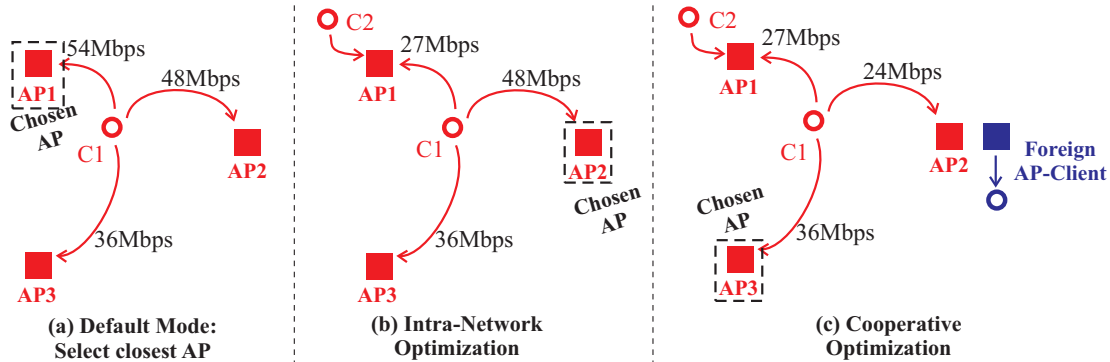 54Mbps
AP1
Chosen
AP
48Mbps
C1
AP2
36Mbps
AP3
(a) Default Mode:
Select closest AP
C2
27Mbps
AP1
48Mbps
C1
AP2
Chosen
AP
36Mbps
AP3
(b) Intra-Network
Optimization
C2
27Mbps
AP1
24Mbps
C1
AP2
Foreign
AP-Client
Chosen
AP
36Mbps
AP3
(c) Cooperative
Optimization